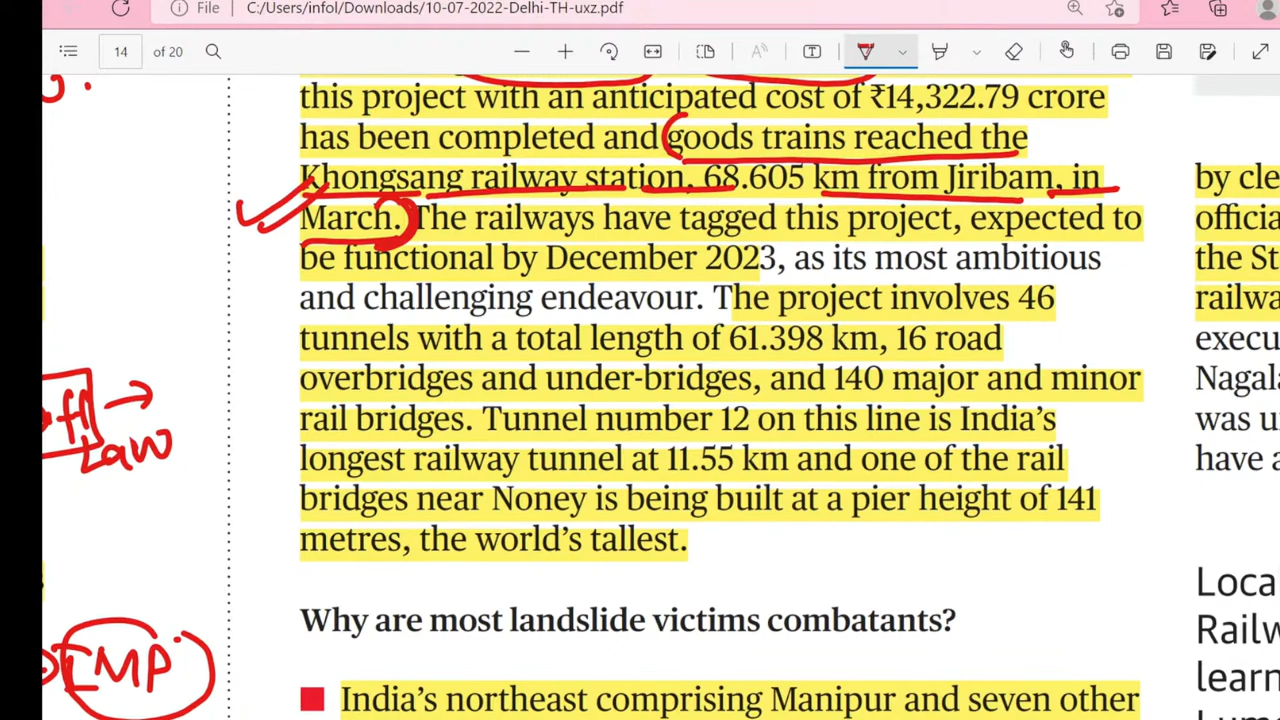 File C:/Users/infol/Downloads/10-07-2022-Delhi-TH-uxz.pdf
14 of 20
this project with an anticipated cost of ₹14,322.79 crore
has been completed and goods trains reached the
Khongsang railway station, 68.605 km from Jiribam, in
March. The railways have tagged this project, expected to
be functional by December 2023, as its most ambitious
and challenging endeavour. The project involves 46
tunnels with a total length of 61.398 km, 16 road
overbridges and under-bridges, and 140 major and minor
rail bridges. Tunnel number 12 on this line is India's
longest railway tunnel at 11.55 km and one of the rail
bridges near Noney is being built at a pier height of 141
metres, the world's tallest.
Why are most landslide victims combatants?
India's northeast comprising Manipur and seven other
Law
EMP
by cle
officia
the St
railwa
execu
Nagala
was u
have a
Loca
Railw
learn